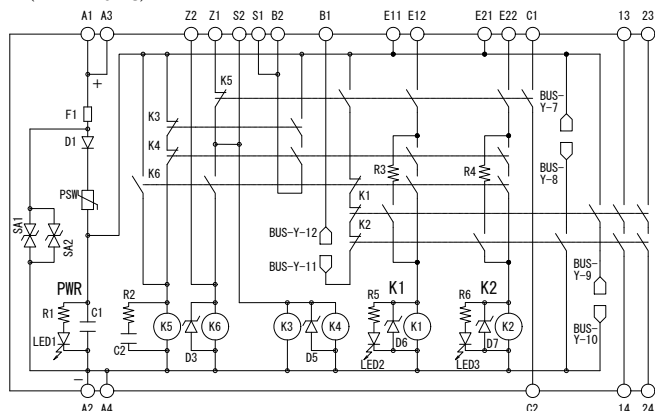 A1 A3 Z2 Z1 S2 S1 B2 B1 E11 E12 E21 E22 C1 13 23
+
K5
BUS-
Y-7
F1
K3
D1
K4
R3
R4
BUS-
Y-8
PSW
K6
K1
SA1
SA2
BUS-Y-12
K2
BUS-Y-11
BUS-
Y-9
PWR
K1
K2
R1
C1
R2
R5
R6
K5
K6
K3
K4
K1
K2
BUS-
Y-10
LED1
C2
D3
D5
D6
D7
LED2
LED3
−
A2 A4 C2 14 24